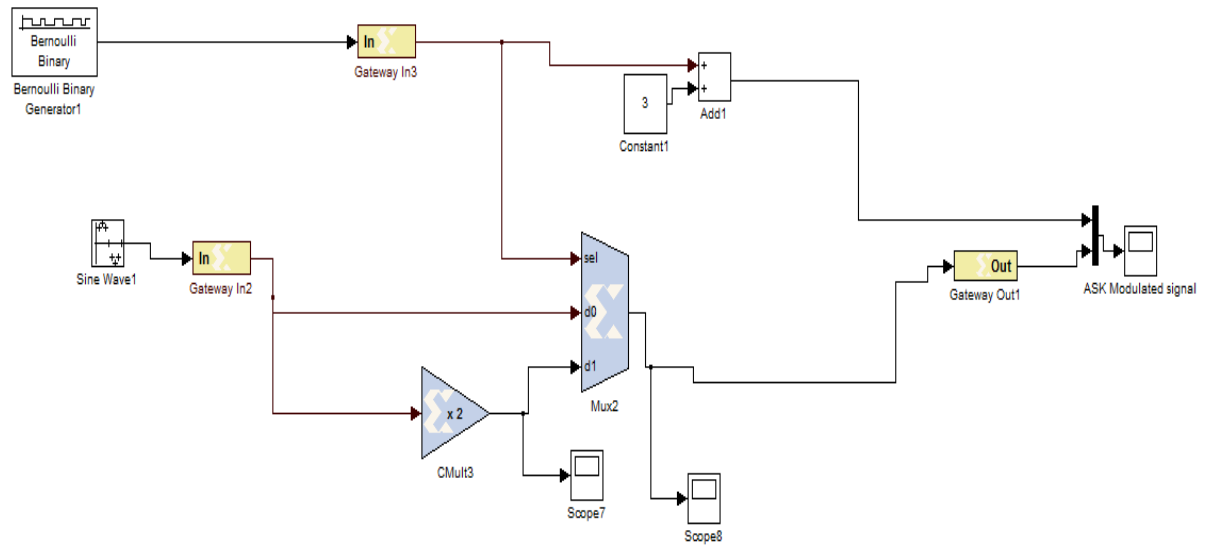 Bernoulli
Binary
Bernoulli Binary
Generator1
In
Gateway In3
3
Constant1
+
+
Add1
Sine Wave1
In
Gateway In2
sel
d0
d1
Mux2
x 2
CMult3
Scope7
Scope8
Out
Gateway Out1
ASK Modulated signal